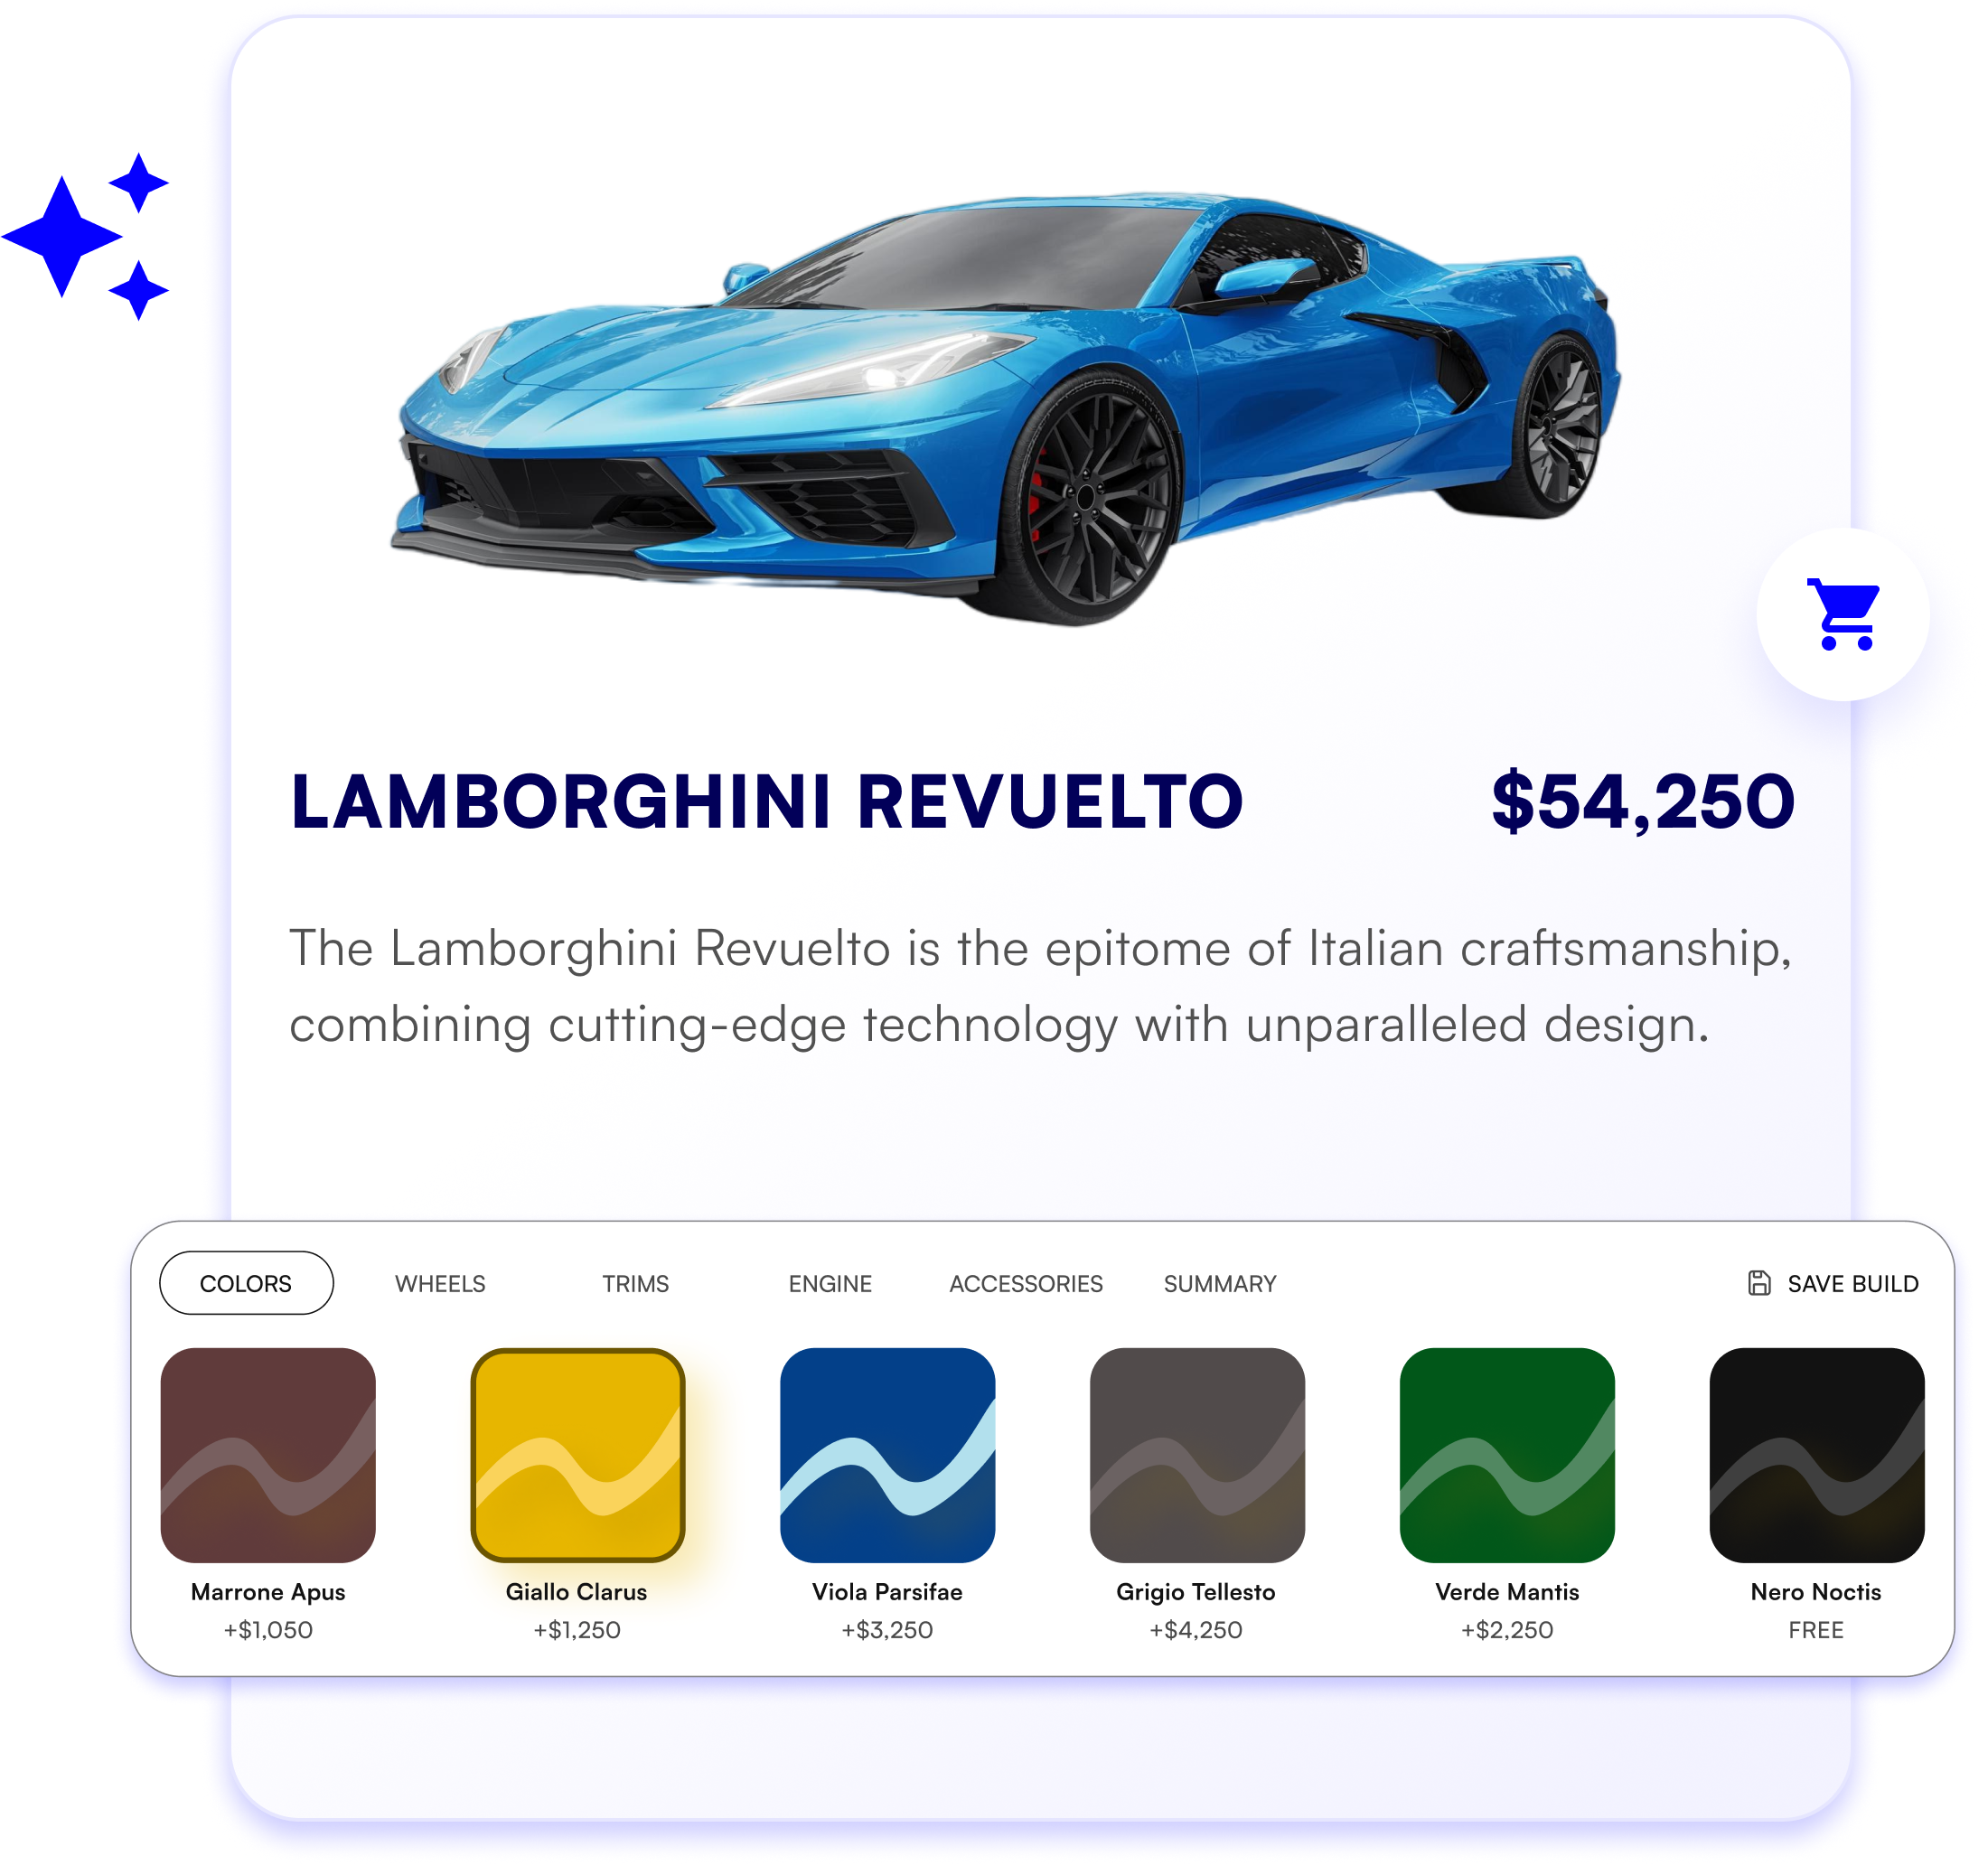 LAMBORGHINI REVUELTO $54,250
The Lamborghini Revuelto is the epitome of Italian craftsmanship,
combining cutting-edge technology with unparalleled design.
COLORS WHEELS TRIMS ENGINE ACCESSORIES SUMMARY SAVE BUILD
Marrone Apus Giallo Clarus Viola Parsifae Grigio Tellesto Verde Mantis Nero Noctis
+$1,050 +$1,250 +$3,250 +$4,250 +$2,250 FREE